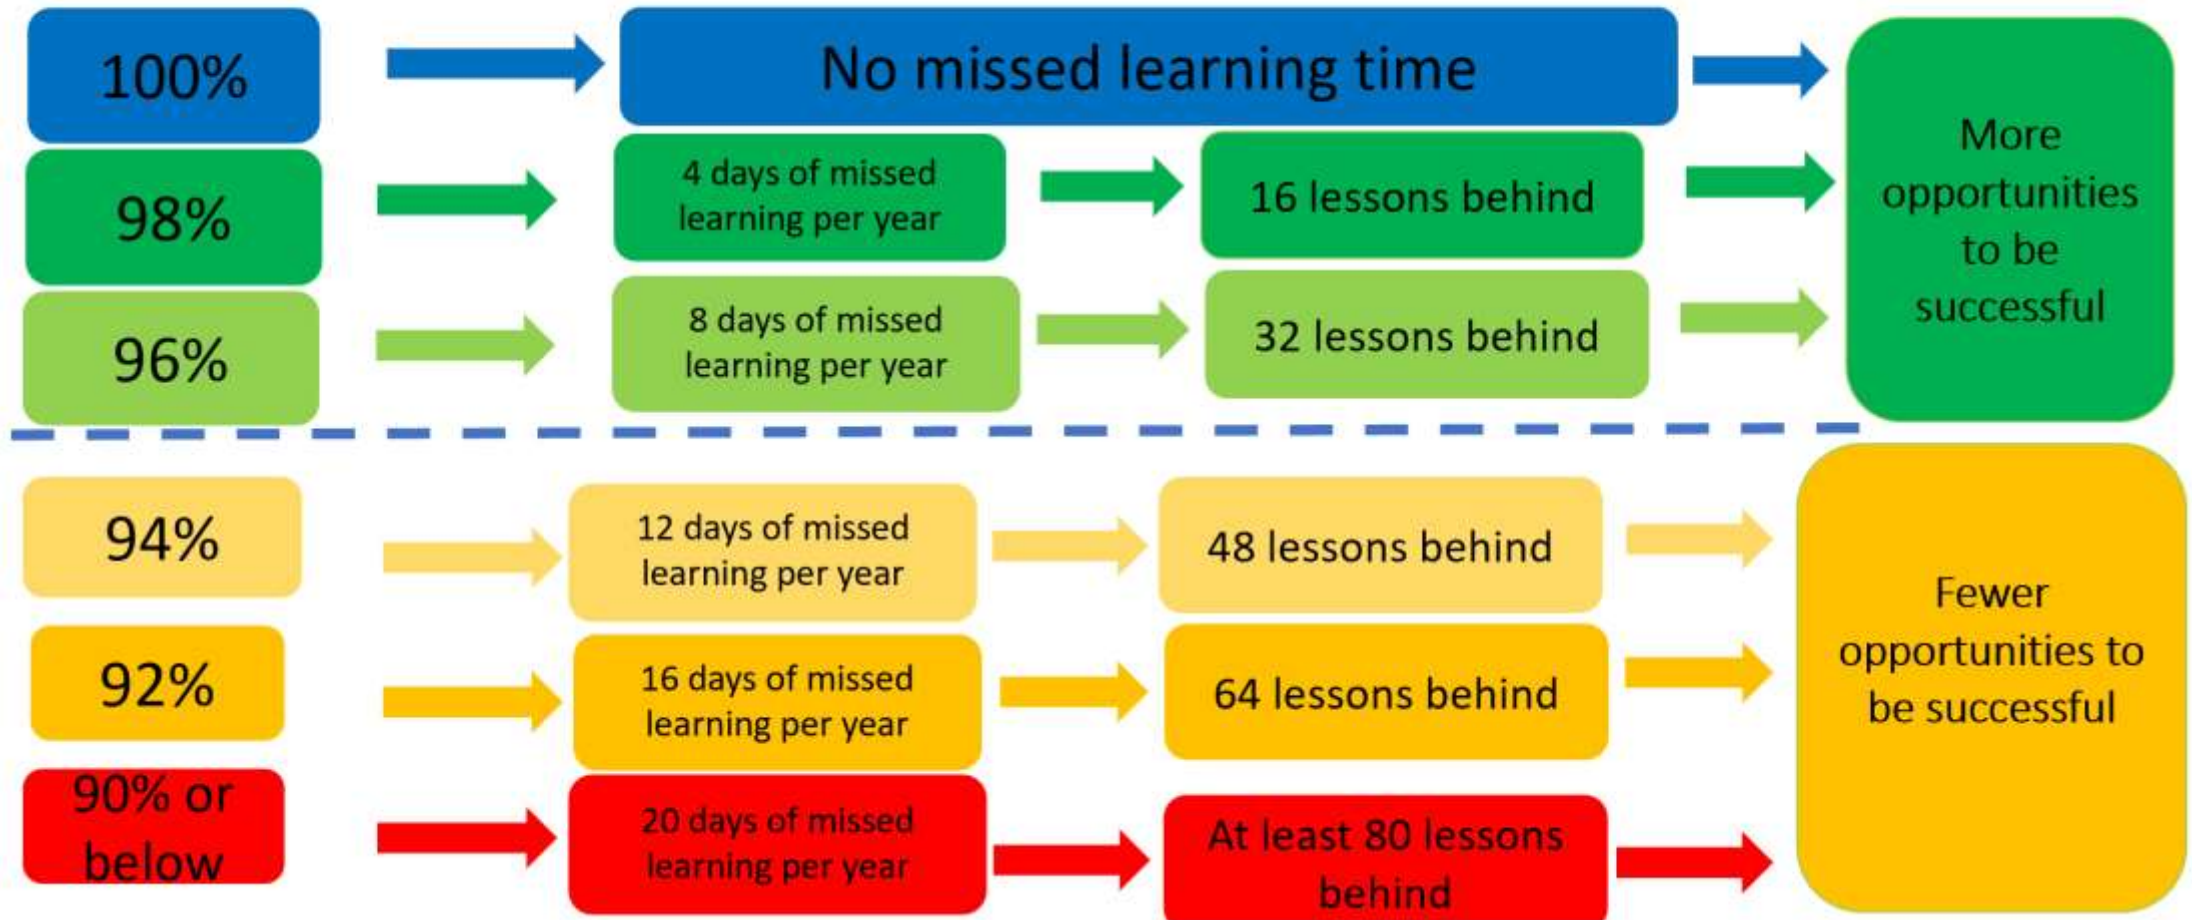 100%
No missed learning time
98%
4 days of missed
learning per year
16 lessons behind
96%
8 days of missed
learning per year
32 lessons behind
More
opportunities
to be
successful
94%
12 days of missed
learning per year
48 lessons behind
92%
16 days of missed
learning per year
64 lessons behind
90% or
below
20 days of missed
learning per year
At least 80 lessons
behind
Fewer
opportunities to
be successful